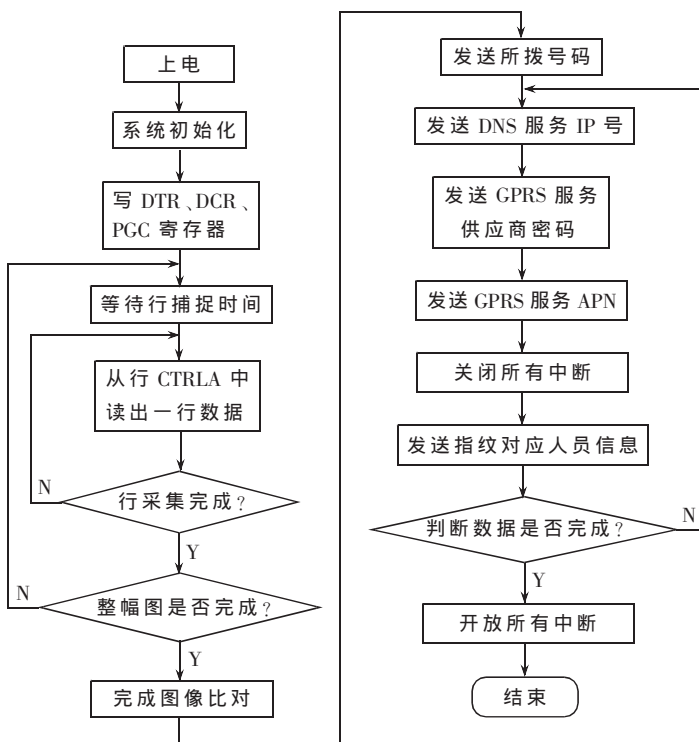 上电
系统初始化
写 DTR、DCR、
PGC 寄存器
等待行捕捉时间
从行 CTRLA 中
读出一行数据
行采集完成?
N
Y
整幅图是否完成?
N
Y
完成图像比对
发送所拨号码
发送 DNS 服务 IP 号
发送 GPRS 服务
供应商密码
发送 GPRS 服务 APN
关闭所有中断
发送指纹对应人员信息
判断数据是否完成?
N
Y
开放所有中断
结束